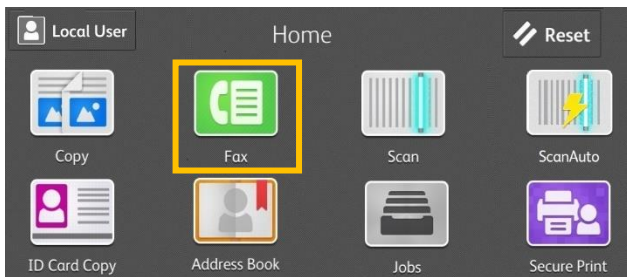 Local User
Home
Reset
Copy
Fax
Scan
ScanAuto
ID Card Copy
Address Book
Jobs
Secure Print